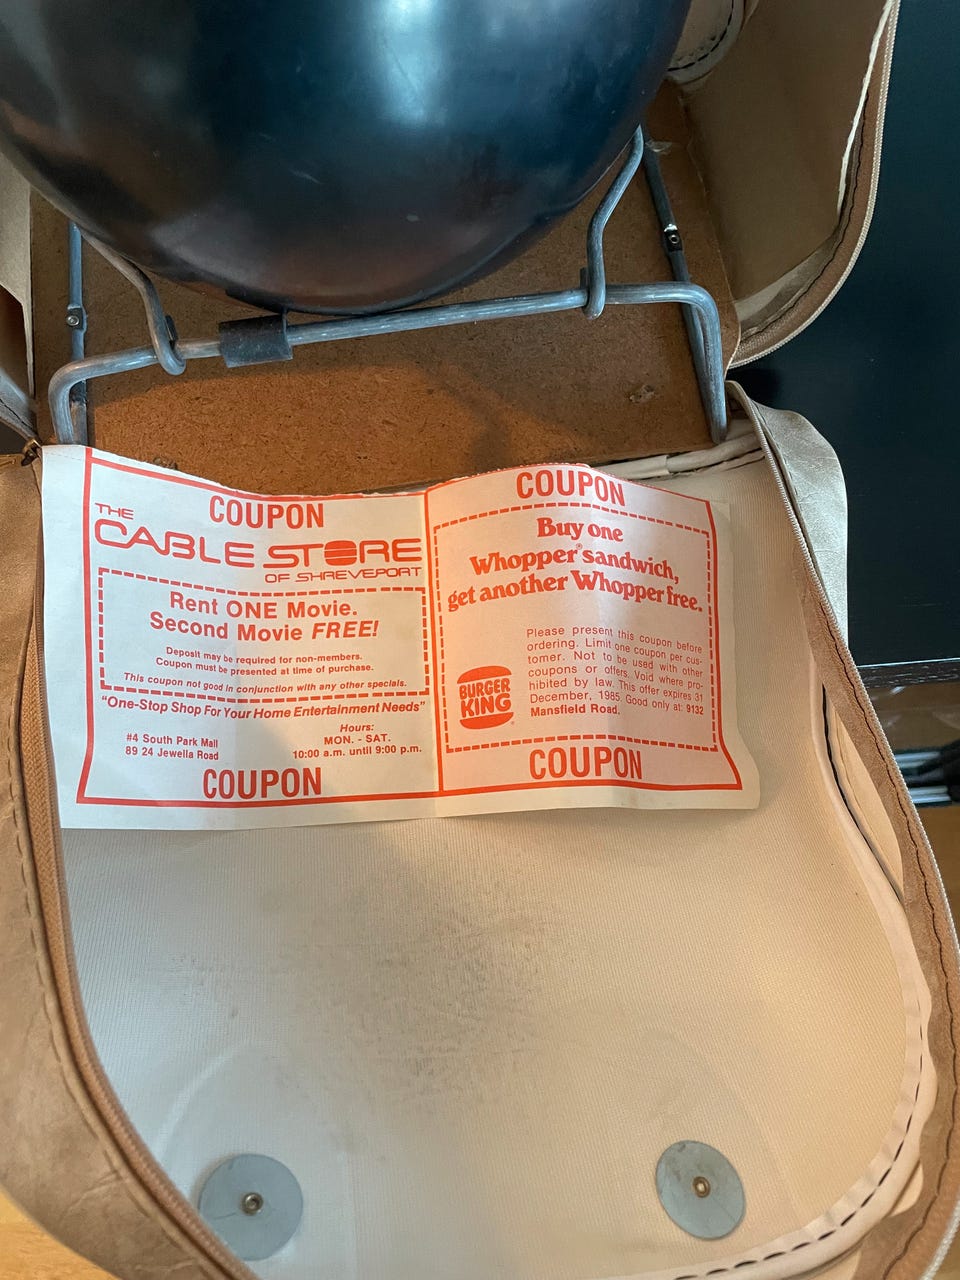 COUPON
THE
CABLE STORE
OF SHREVEPORT
Rent ONE Movie.
Second Movie FREE!
Deposit may be required for non-members.
Coupon must be presented at time of purchase.
This coupon not good in conjunction with any other specials.
"One-Stop Shop For Your Home Entertainment Needs"
#4 South Park Mall
89 24 Jewella Road
Hours:
MON. - SAT.
10:00 a.m. until 9:00 p.m.
COUPON
COUPON
Buy one
Whopper® sandwich,
get another Whopper free.
Please present this coupon before
ordering. Limit one coupon per cus-
tomer. Not to be used with other
coupons or offers. Void where pro-
hibited by law. This offer expires 31
December, 1985. Good only at: 9132
Mansfield Road.
BURGER
KING®
COUPON